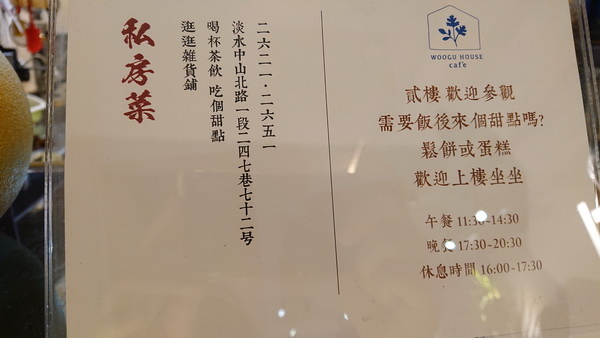 私房菜
二六二一·二六五一
淡水中山北路一段二四七巷七十二号
喝杯茶飲 吃個甜點
逛逛雜貨鋪
WOOGU HOUSE
cafe
貳樓 歡迎參觀
需要飯後來個甜點嗎?
鬆餅或蛋糕
歡迎上樓坐坐
午餐 11:30-14:30
晚餐 17:30-20:30
休息時間 16:00-17:30